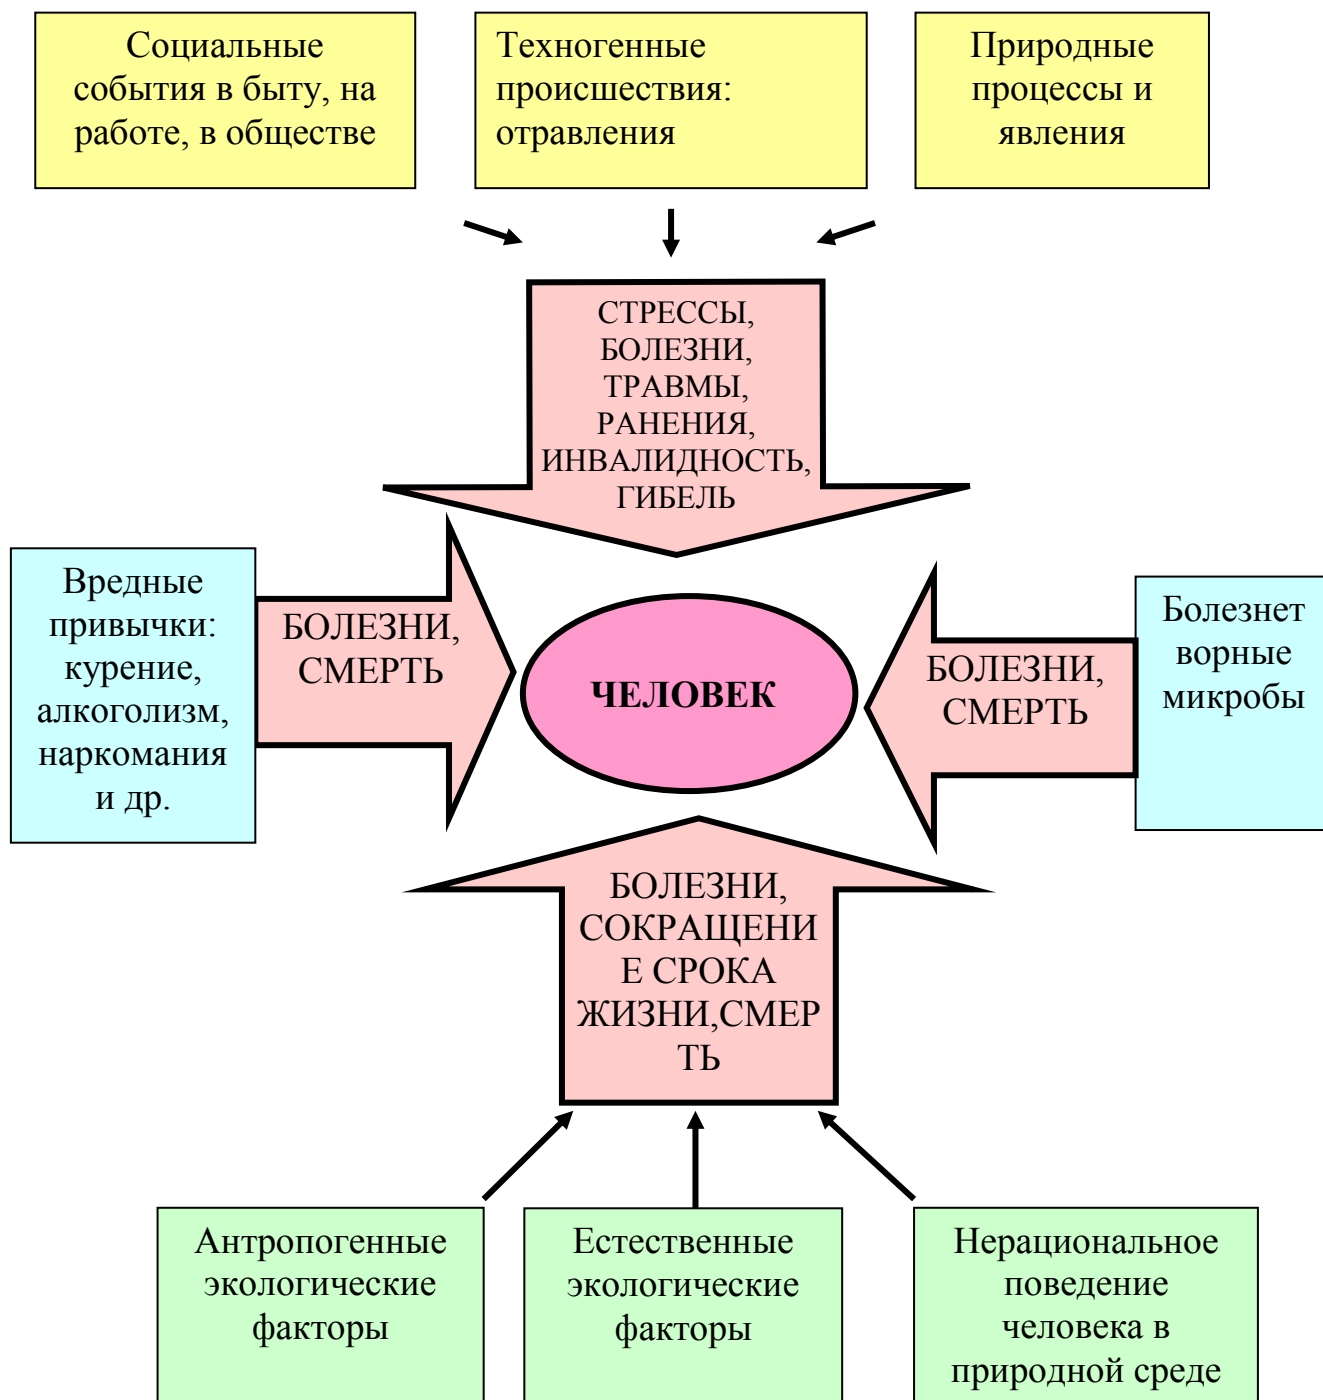 Социальные
события в быту, на
работе, в обществе
Техногенные
происшествия:
отравления
Природные
процессы и
явления
СТРЕССЫ,
БОЛЕЗНИ,
ТРАВМЫ,
РАНЕНИЯ,
ИНВАЛИДНОСТЬ,
ГИБЕЛЬ
Вредные
привычки:
курение,
алкоголизм,
наркомания
и др.
БОЛЕЗНИ,
СМЕРТЬ
ЧЕЛОВЕК
БОЛЕЗНИ,
СМЕРТЬ
Болезнет
ворные
микробы
БОЛЕЗНИ,
СОКРАЩЕНИ
Е СРОКА
ЖИЗНИ,СМЕР
ТЬ
Антропогенные
экологические
факторы
Естественные
экологические
факторы
Нерациональное
поведение
человека в
природной среде